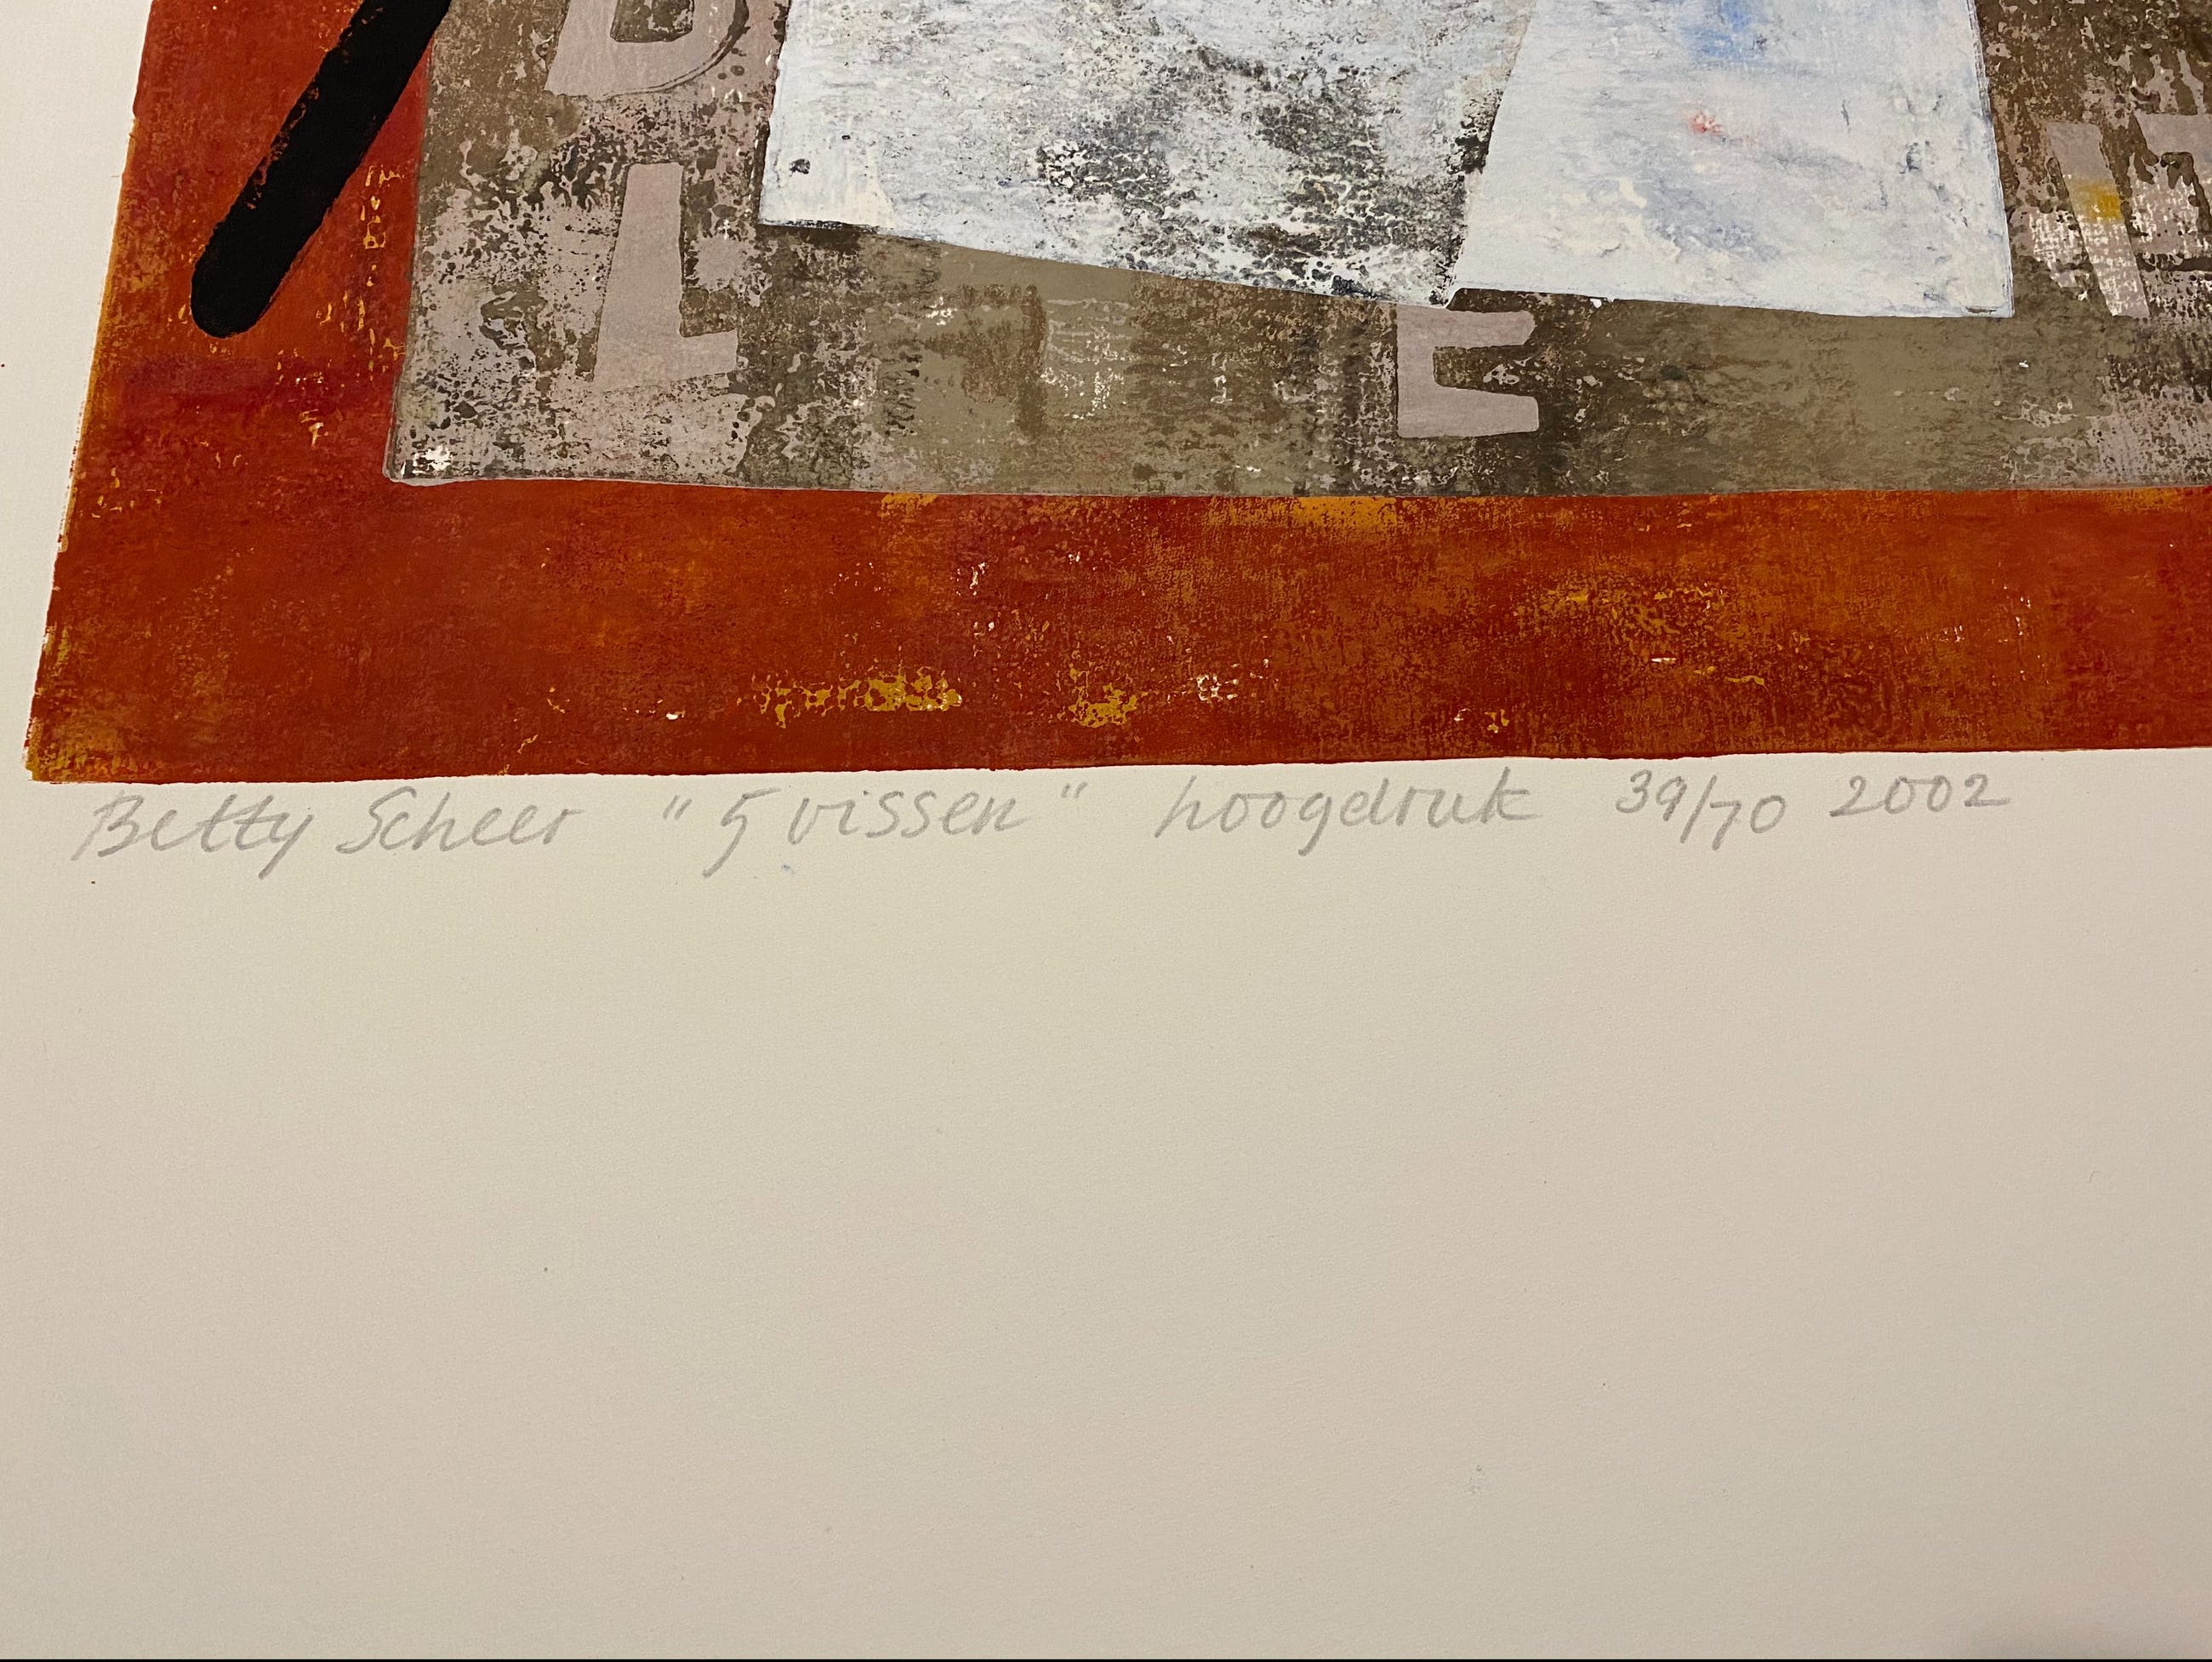 D
L
E
Betty Scheer "5 vissen" hoogdruk 39/70 2002